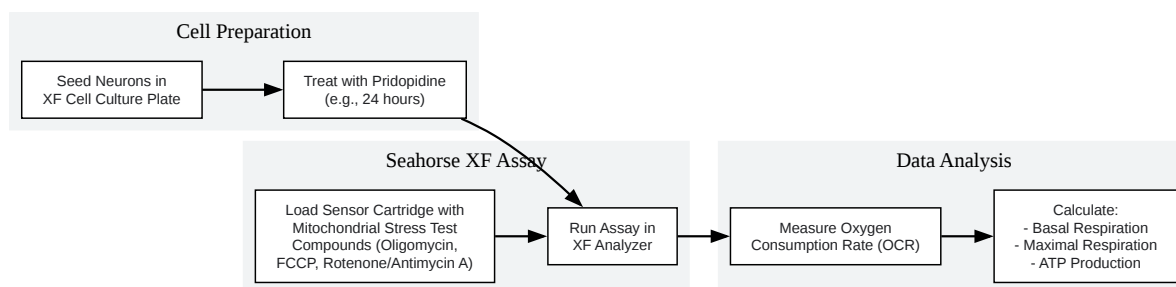 Cell Preparation
Seed Neurons in
XF Cell Culture Plate
Treat with Pridopidine
(e.g., 24 hours)
Seahorse XF Assay
Load Sensor Cartridge with
Mitochondrial Stress Test
Compounds (Oligomycin,
FCCP, Rotenone/Antimycin A)
Run Assay in
XF Analyzer
Data Analysis
Measure Oxygen
Consumption Rate (OCR)
Calculate:
- Basal Respiration
- Maximal Respiration
- ATP Production